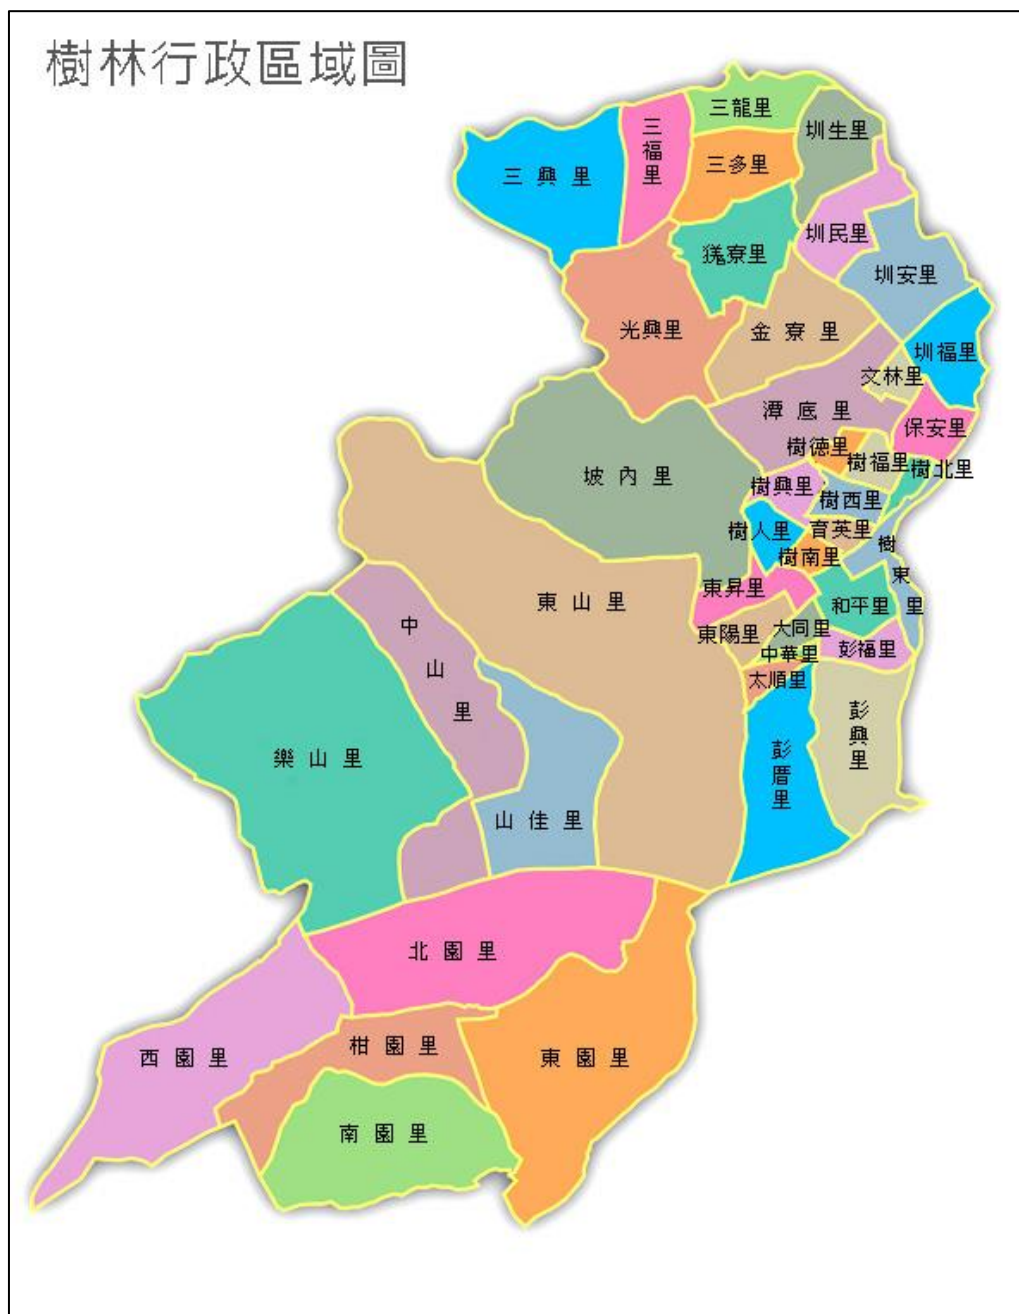 樹林行政區域圖
三龍里
三福里
圳生里
三興里
三多里
圳民里
猐寮里
圳安里
光興里
金寮里
圳福里
文林里
潭底里
保安里
樹德里
樹福里
樹北里
坡內里
樹興里
樹西里
樹人里
育英里
樹東里
樹南里
東昇里
東山里
和平里
中山里
東陽里
大同里
彭福里
中華里
太順里
彭興里
樂山里
彭厝里
山佳里
北園里
柑園里
西園里
東園里
南園里